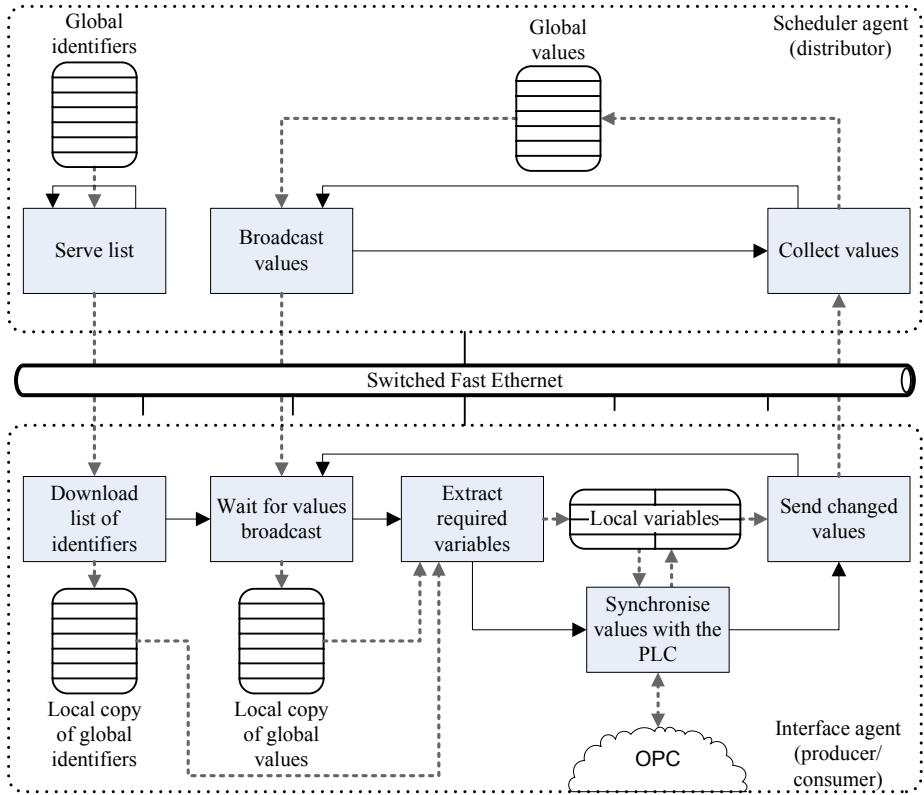 Global
identifiers
Global
values
Scheduler agent
(distributor)
Serve list
Broadcast
values
Collect values
Switched Fast Ethernet
Download
list of
identifiers
Wait for values
broadcast
Extract
required
variables
Local variables
Send changed
values
Synchronise
values with the
PLC
Local copy
of global
identifiers
Local copy
of global
values
OPC
Interface agent
(producer/
consumer)